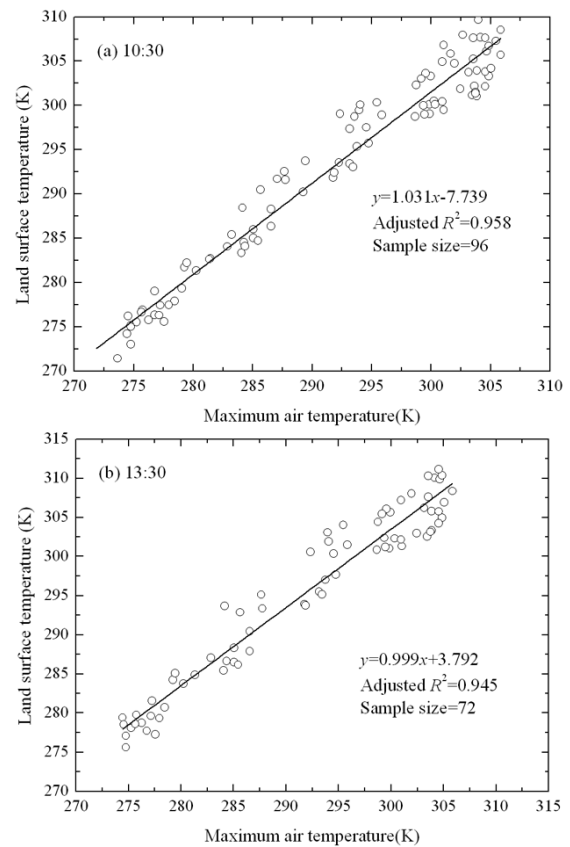 310
(a) 10:30
305
300
295
290
285
280
275
270
Land surface temperature (K)
y=1.031x-7.739
Adjusted R²=0.958
Sample size=96
270 275 280 285 290 295 300 305 310
Maximum air temperature(K)
315
(b) 13:30
310
305
300
295
290
285
280
275
270
Land surface temperature (K)
y=0.999x+3.792
Adjusted R²=0.945
Sample size=72
270 275 280 285 290 295 300 305 310 315
Maximum air temperature(K)